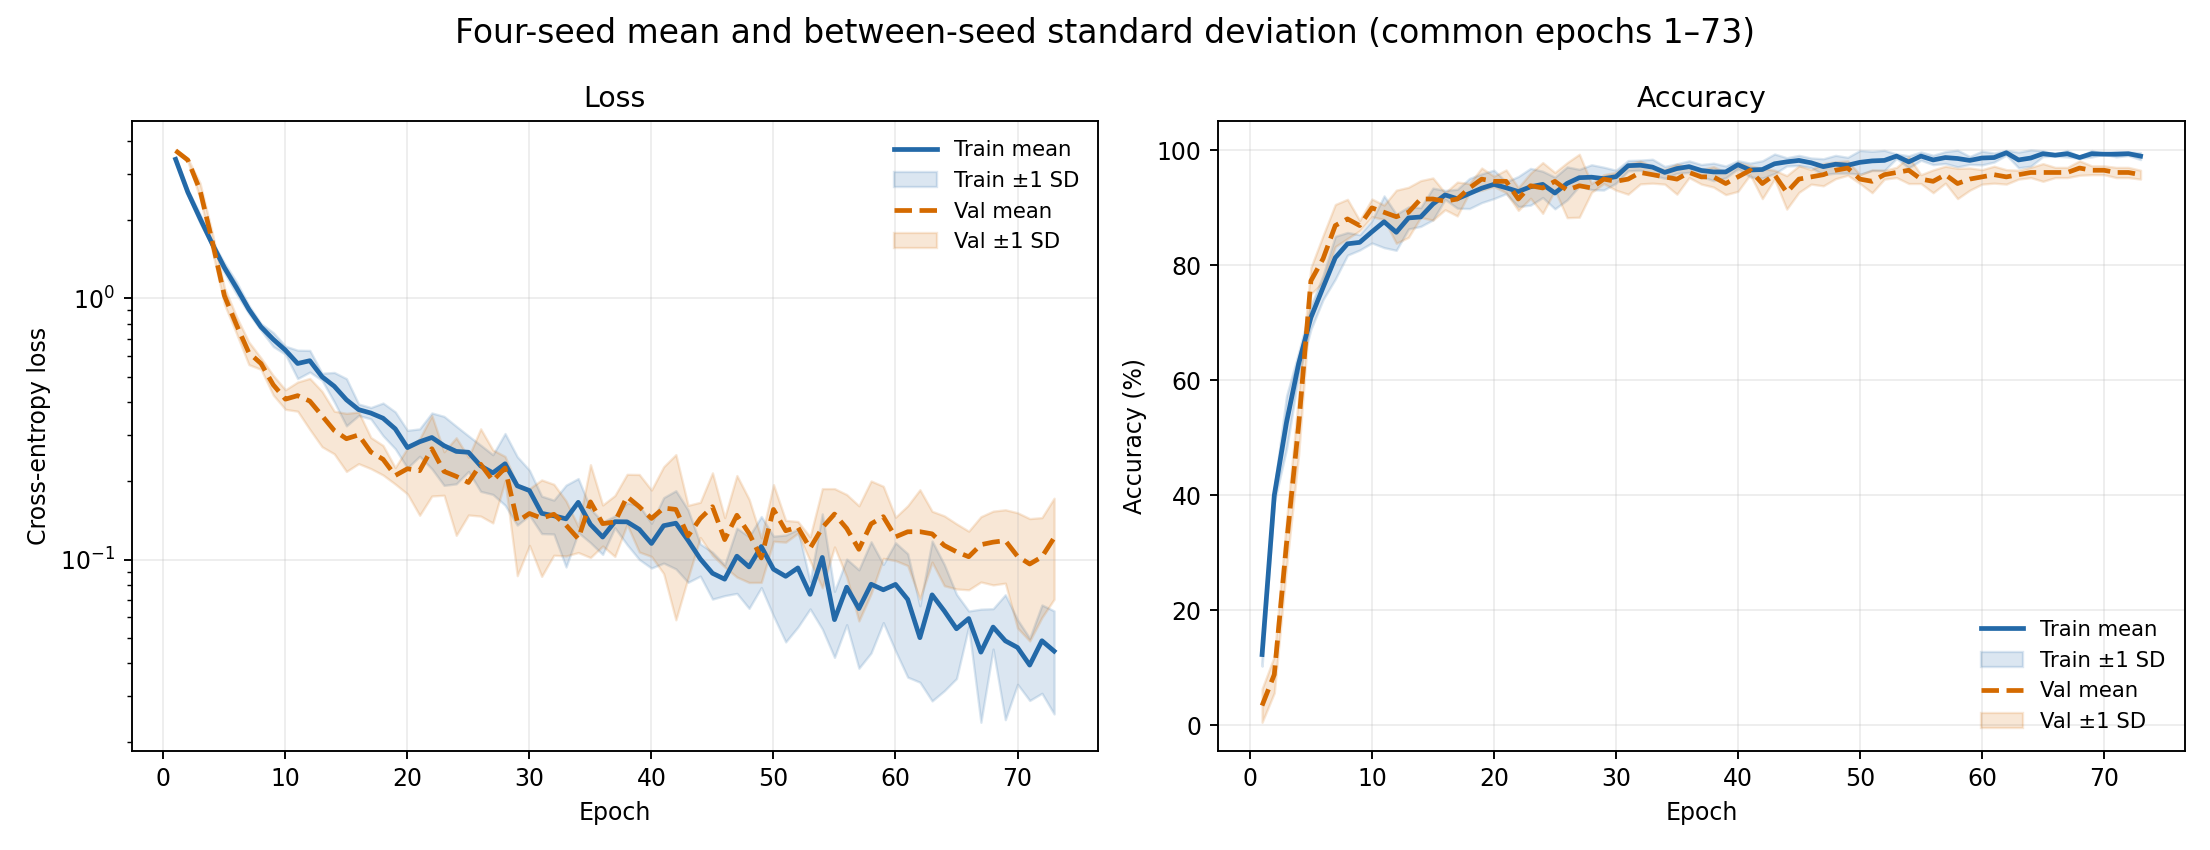 Four-seed mean and between-seed standard deviation (common epochs 1–73)
Loss
Train mean
Train ±1 SD
Val mean
Val ±1 SD
10⁰
10⁻¹
Cross-entropy loss
0 10 20 30 40 50 60 70
Epoch
Accuracy
100
80
60
40
20
0
Accuracy (%)
Train mean
Train ±1 SD
Val mean
Val ±1 SD
0 10 20 30 40 50 60 70
Epoch